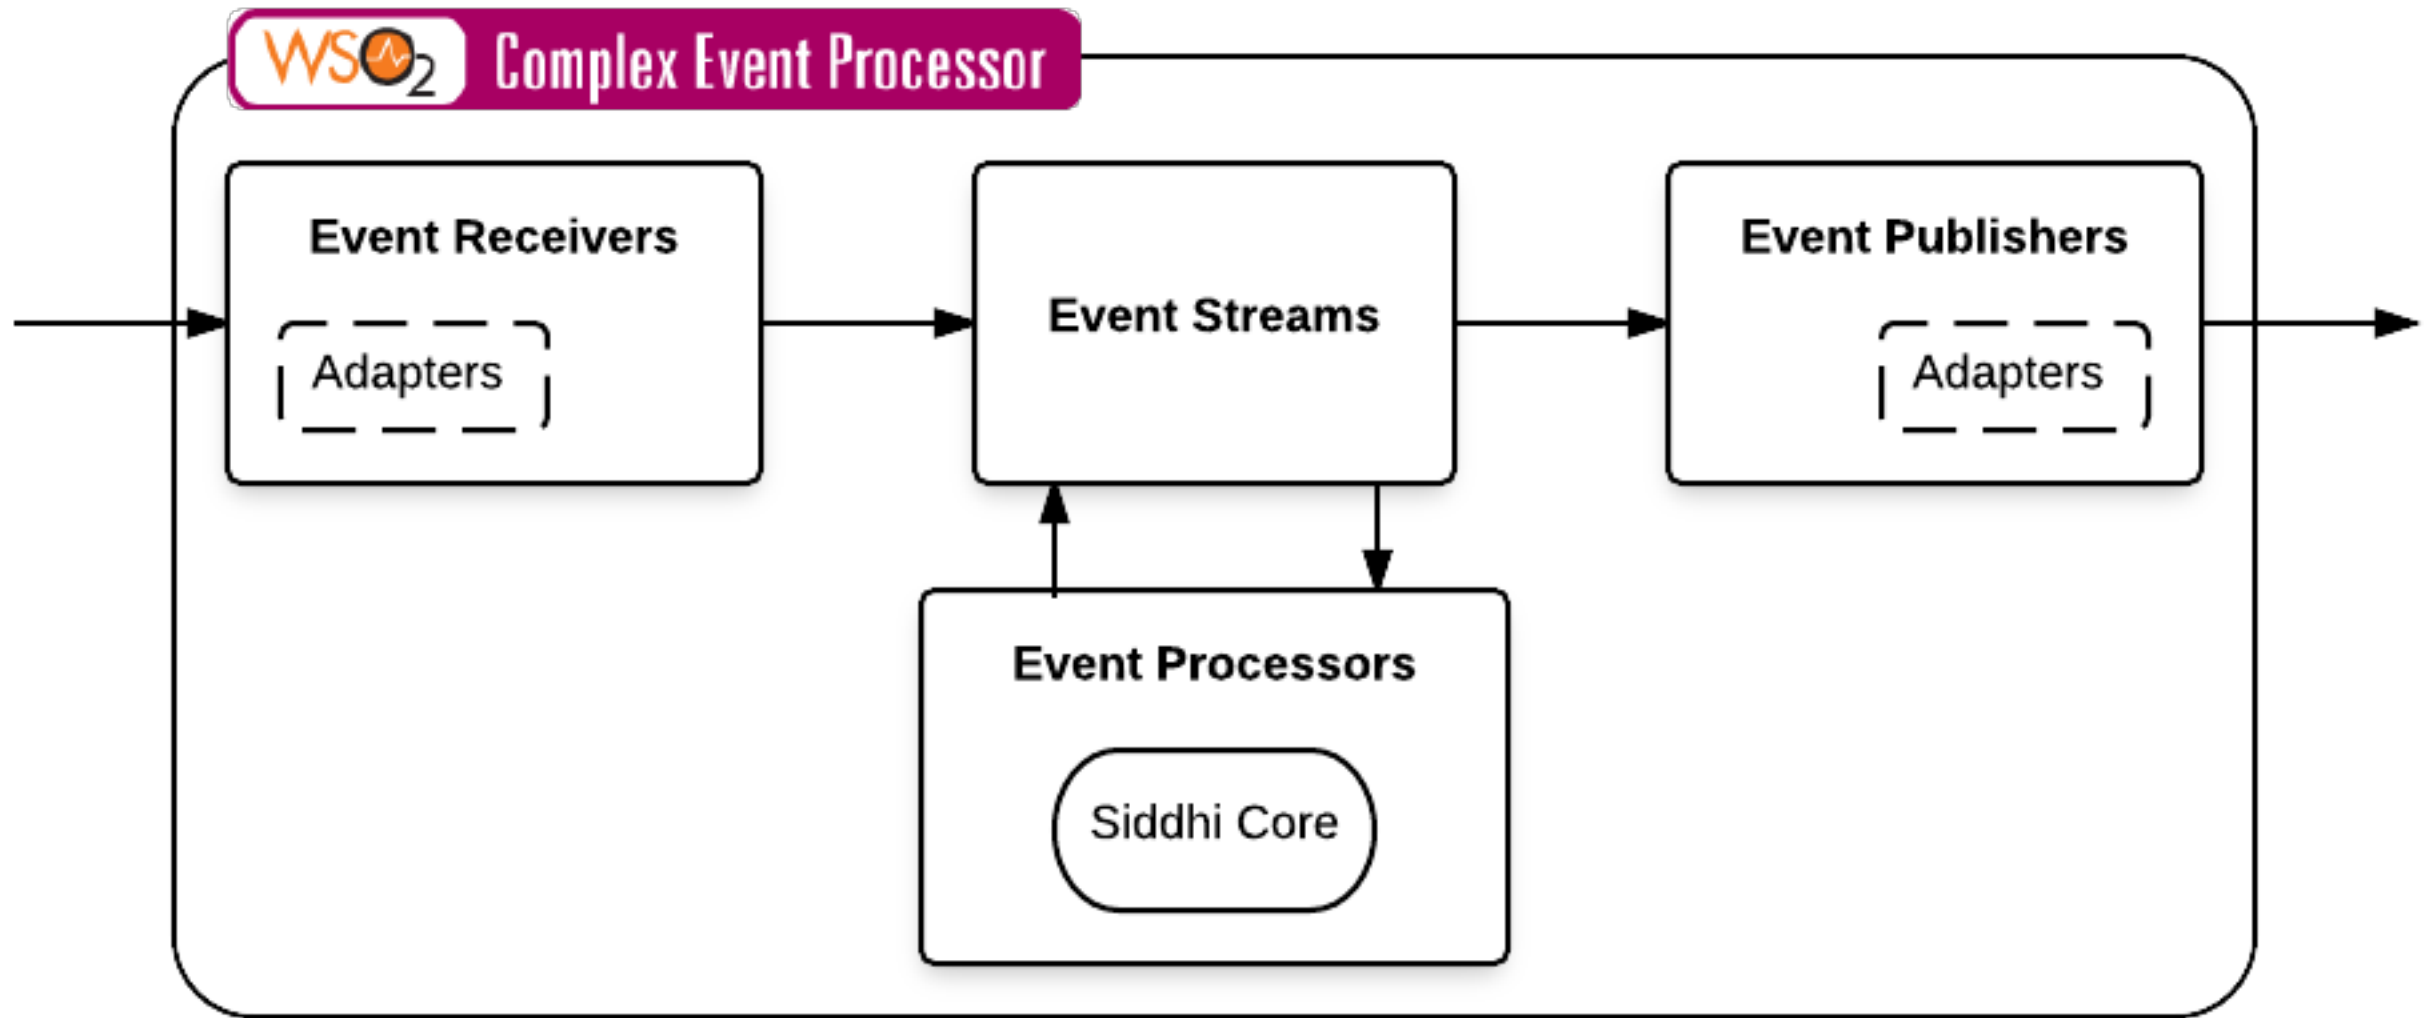 WSO2 Complex Event Processor
Event Receivers
Adapters
Event Streams
Event Publishers
Adapters
Event Processors
Siddhi Core